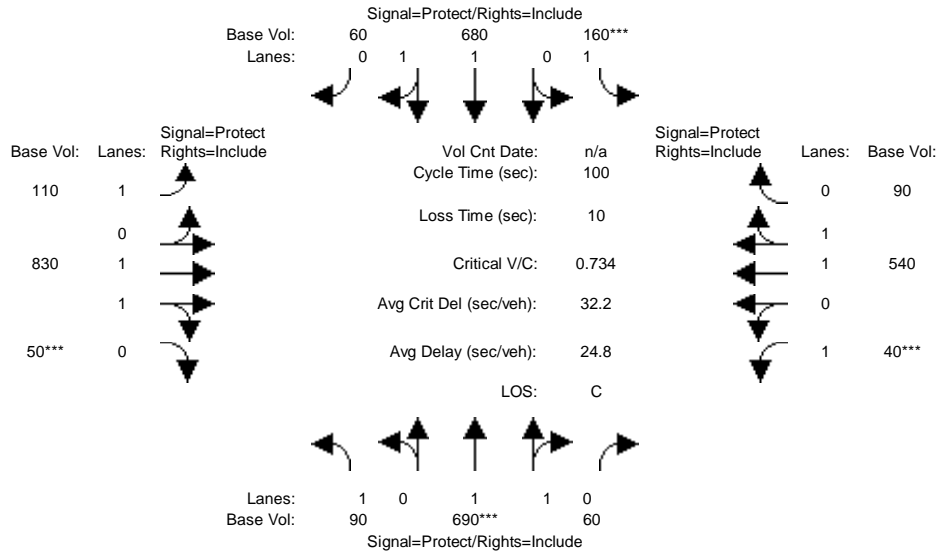 Signal=Protect/Rights=Include
Base Vol: 60 680 160***
Lanes: 0 1 1 0 1
Signal=Protect
Base Vol: Lanes: Rights=Include
110 1
0
830 1
1
50*** 0
Vol Cnt Date: n/a
Cycle Time (sec): 100
Loss Time (sec): 10
Critical V/C: 0.734
Avg Crit Del (sec/veh): 32.2
Avg Delay (sec/veh): 24.8
LOS: C
Signal=Protect
Rights=Include Lanes: Base Vol:
0 90
1
1 540
0
1 40***
Lanes: 1 0 1 1 0
Base Vol: 90 690*** 60
Signal=Protect/Rights=Include